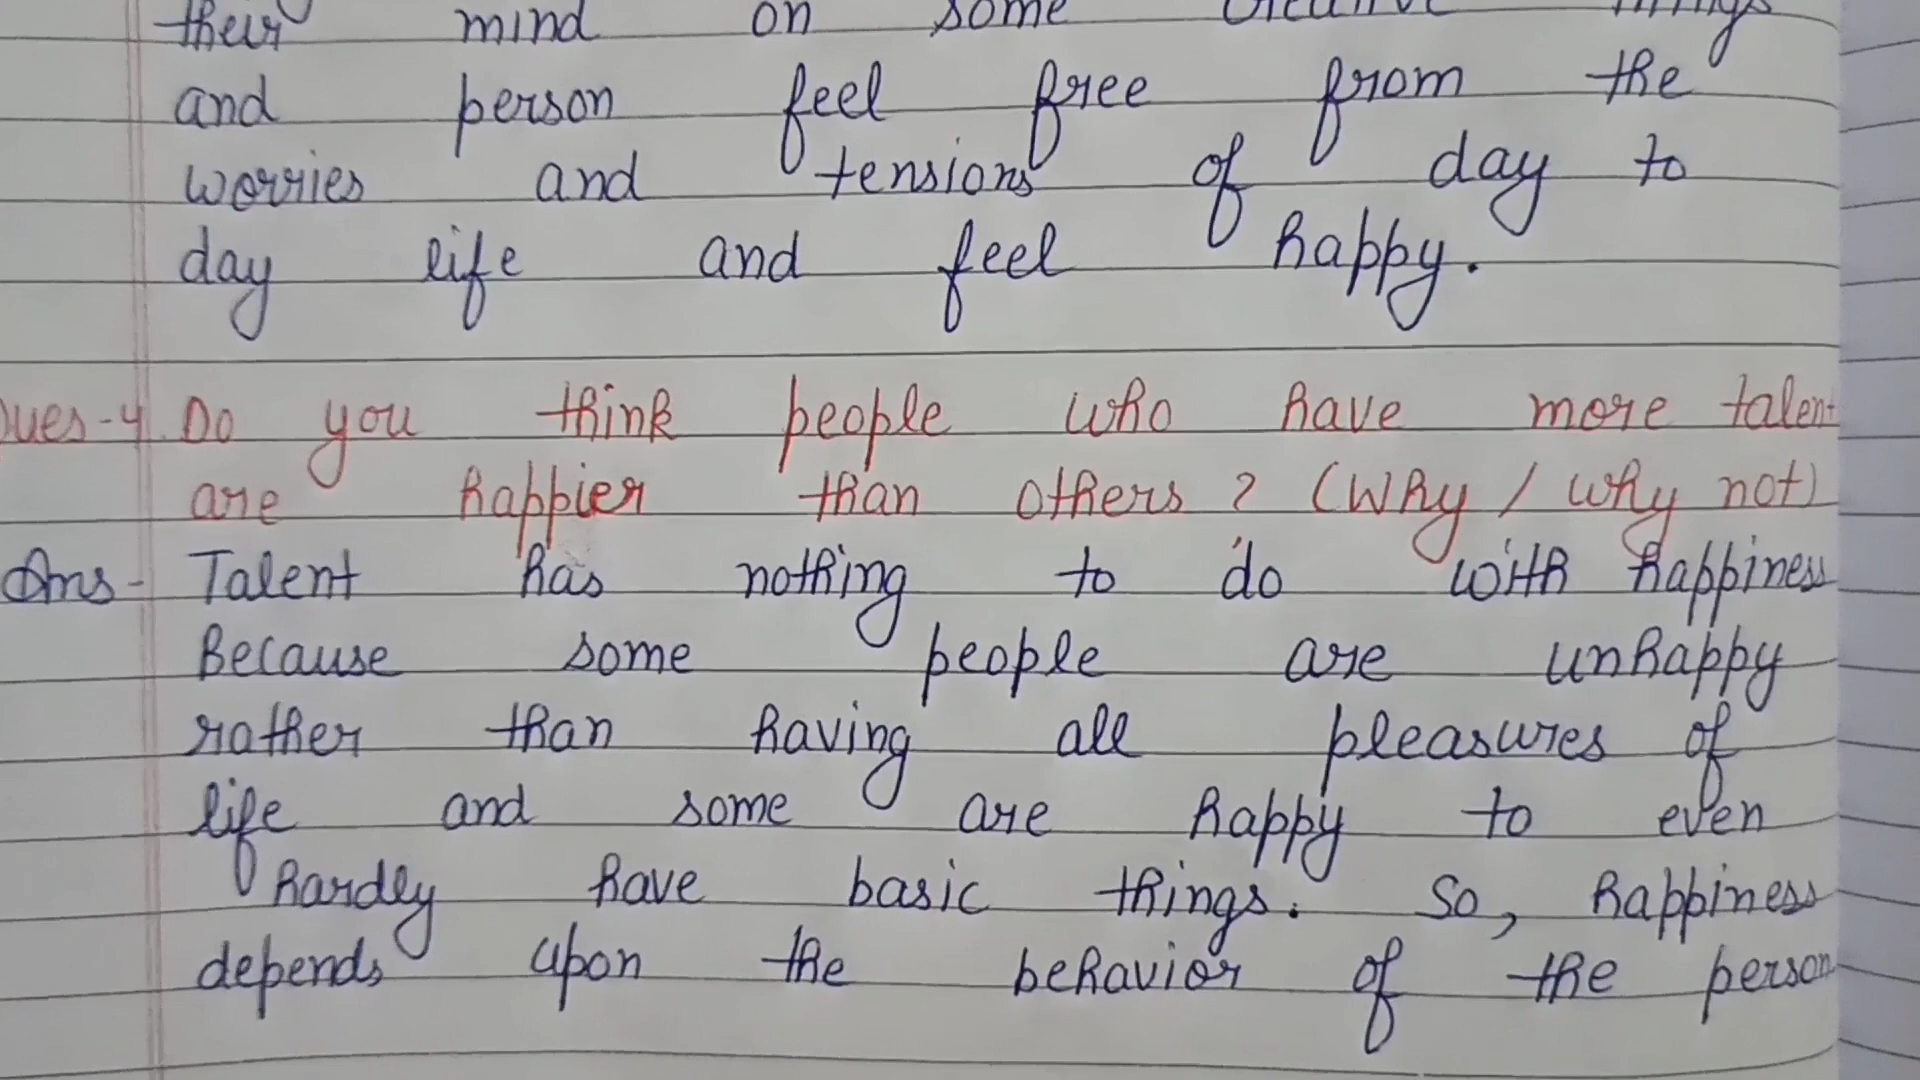 their mind on some creative things
and person feel free from the
worries and tensions of day to
day life and feel happy.
Ques-4. Do you think people who have more talent
are happier than others? (Why / Why not)
Ans- Talent has nothing to do with happiness
Because some people are unhappy
rather than having all pleasures of
life and some are happy to even
hardly have basic things. So, happiness
depends upon the behavior of the person